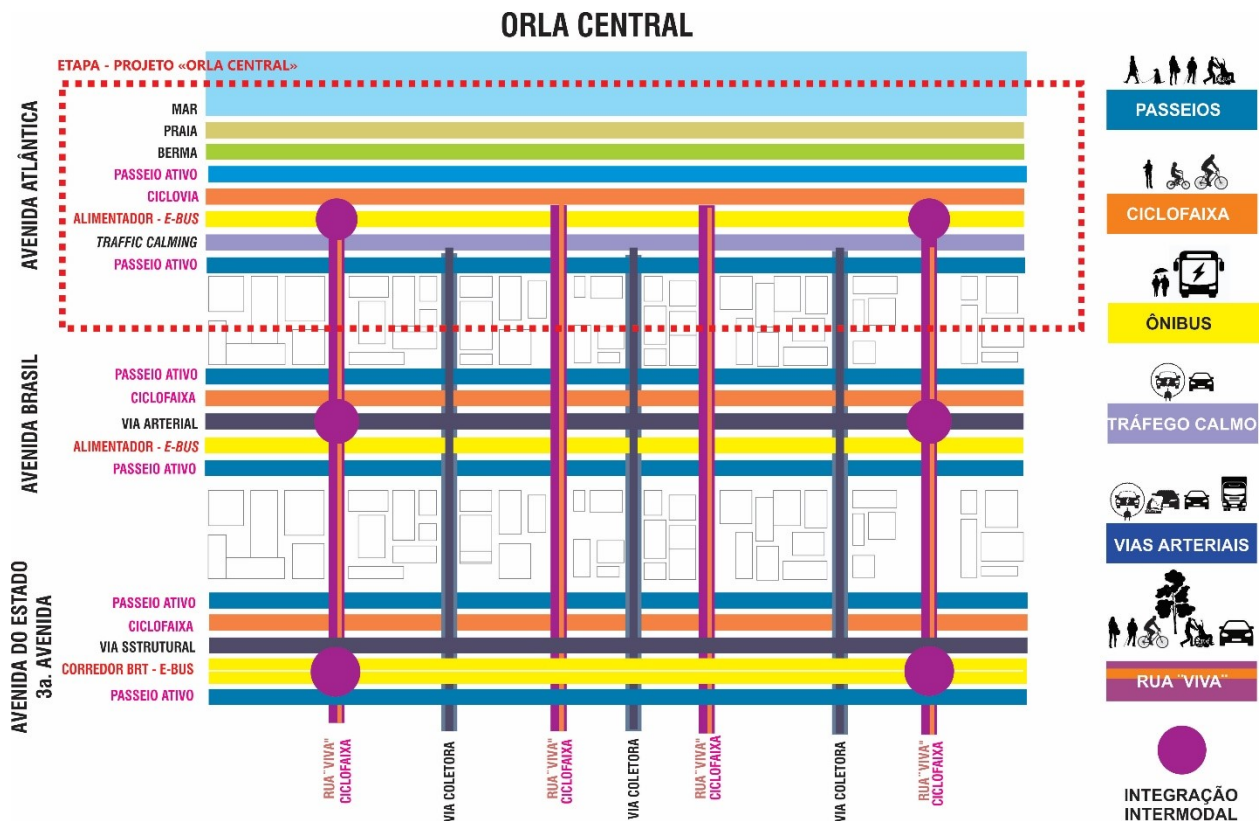 ORLA CENTRAL
ETAPA - PROJETO «ORLA CENTRAL»
AVENIDA ATLÂNTICA
MAR
PRAIA
BERMA
PASSEIO ATIVO
CICLOVIA
ALIMENTADOR - E-BUS
TRAFFIC CALMING
PASSEIO ATIVO
AVENIDA BRASIL
PASSEIO ATIVO
CICLOFAIXA
VIA ARTERIAL
ALIMENTADOR - E-BUS
PASSEIO ATIVO
AVENIDA DO ESTADO
3a. AVENIDA
PASSEIO ATIVO
CICLOFAIXA
VIA SSTRUTURAL
CORREDOR BRT - E-BUS
PASSEIO ATIVO
RUA "VIVA"
CICLOFAIXA
VIA COLETORA
RUA "VIVA"
CICLOFAIXA
VIA COLETORA
RUA "VIVA"
CICLOFAIXA
VIA COLETORA
RUA "VIVA"
CICLOFAIXA
PASSEIOS
CICLOFAIXA
ÔNIBUS
TRÁFEGO CALMO
VIAS ARTERIAIS
RUA ¨VIVA¨
INTEGRAÇÃO
INTERMODAL